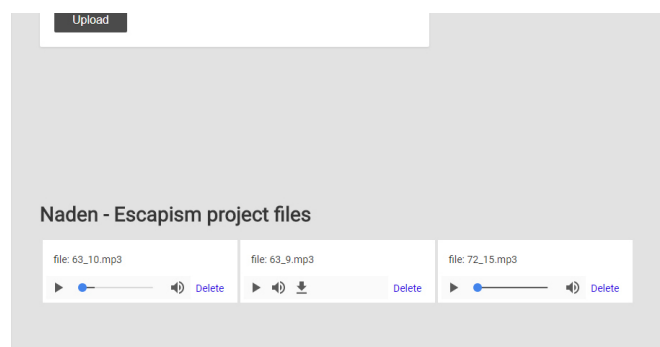 Upload
Naden - Escapism project files
file: 63_10.mp3
Delete
file: 63_9.mp3
Delete
file: 72_15.mp3
Delete